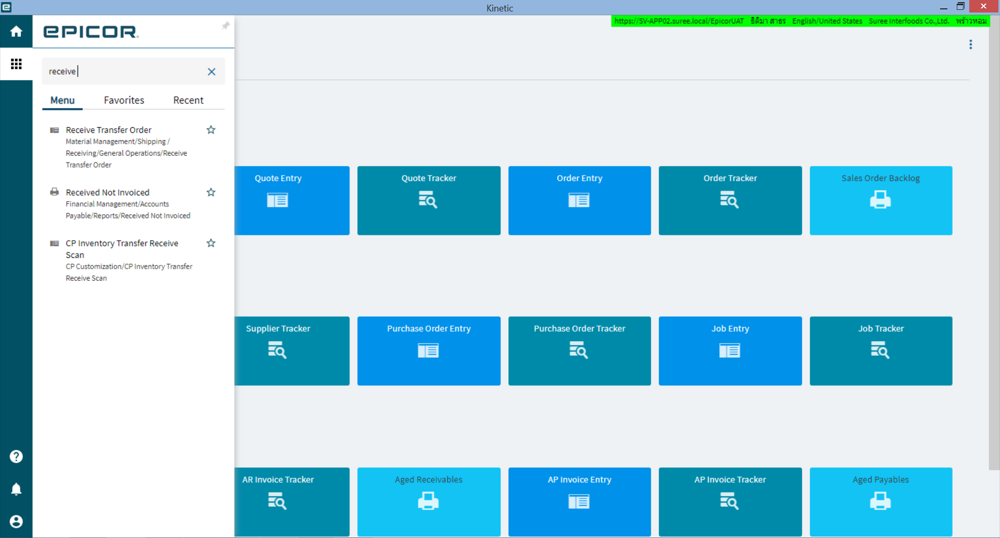 Kinetic
https://SV-APP02.suree.local/EpicorUAT ธิติมา สาธร English/United States Suree Interfoods Co.,Ltd. พร้าวหอม
EPICOR
receive
Menu Favorites Recent
Receive Transfer Order
Material Management/Shipping /
Receiving/General Operations/Receive
Transfer Order
Received Not Invoiced
Financial Management/Accounts
Payable/Reports/Received Not Invoiced
CP Inventory Transfer Receive
Scan
CP Customization/CP Inventory Transfer
Receive Scan
Quote Entry Quote Tracker Order Entry Order Tracker Sales Order Backlog
Supplier Tracker Purchase Order Entry Purchase Order Tracker Job Entry Job Tracker
AR Invoice Tracker Aged Receivables AP Invoice Entry AP Invoice Tracker Aged Payables